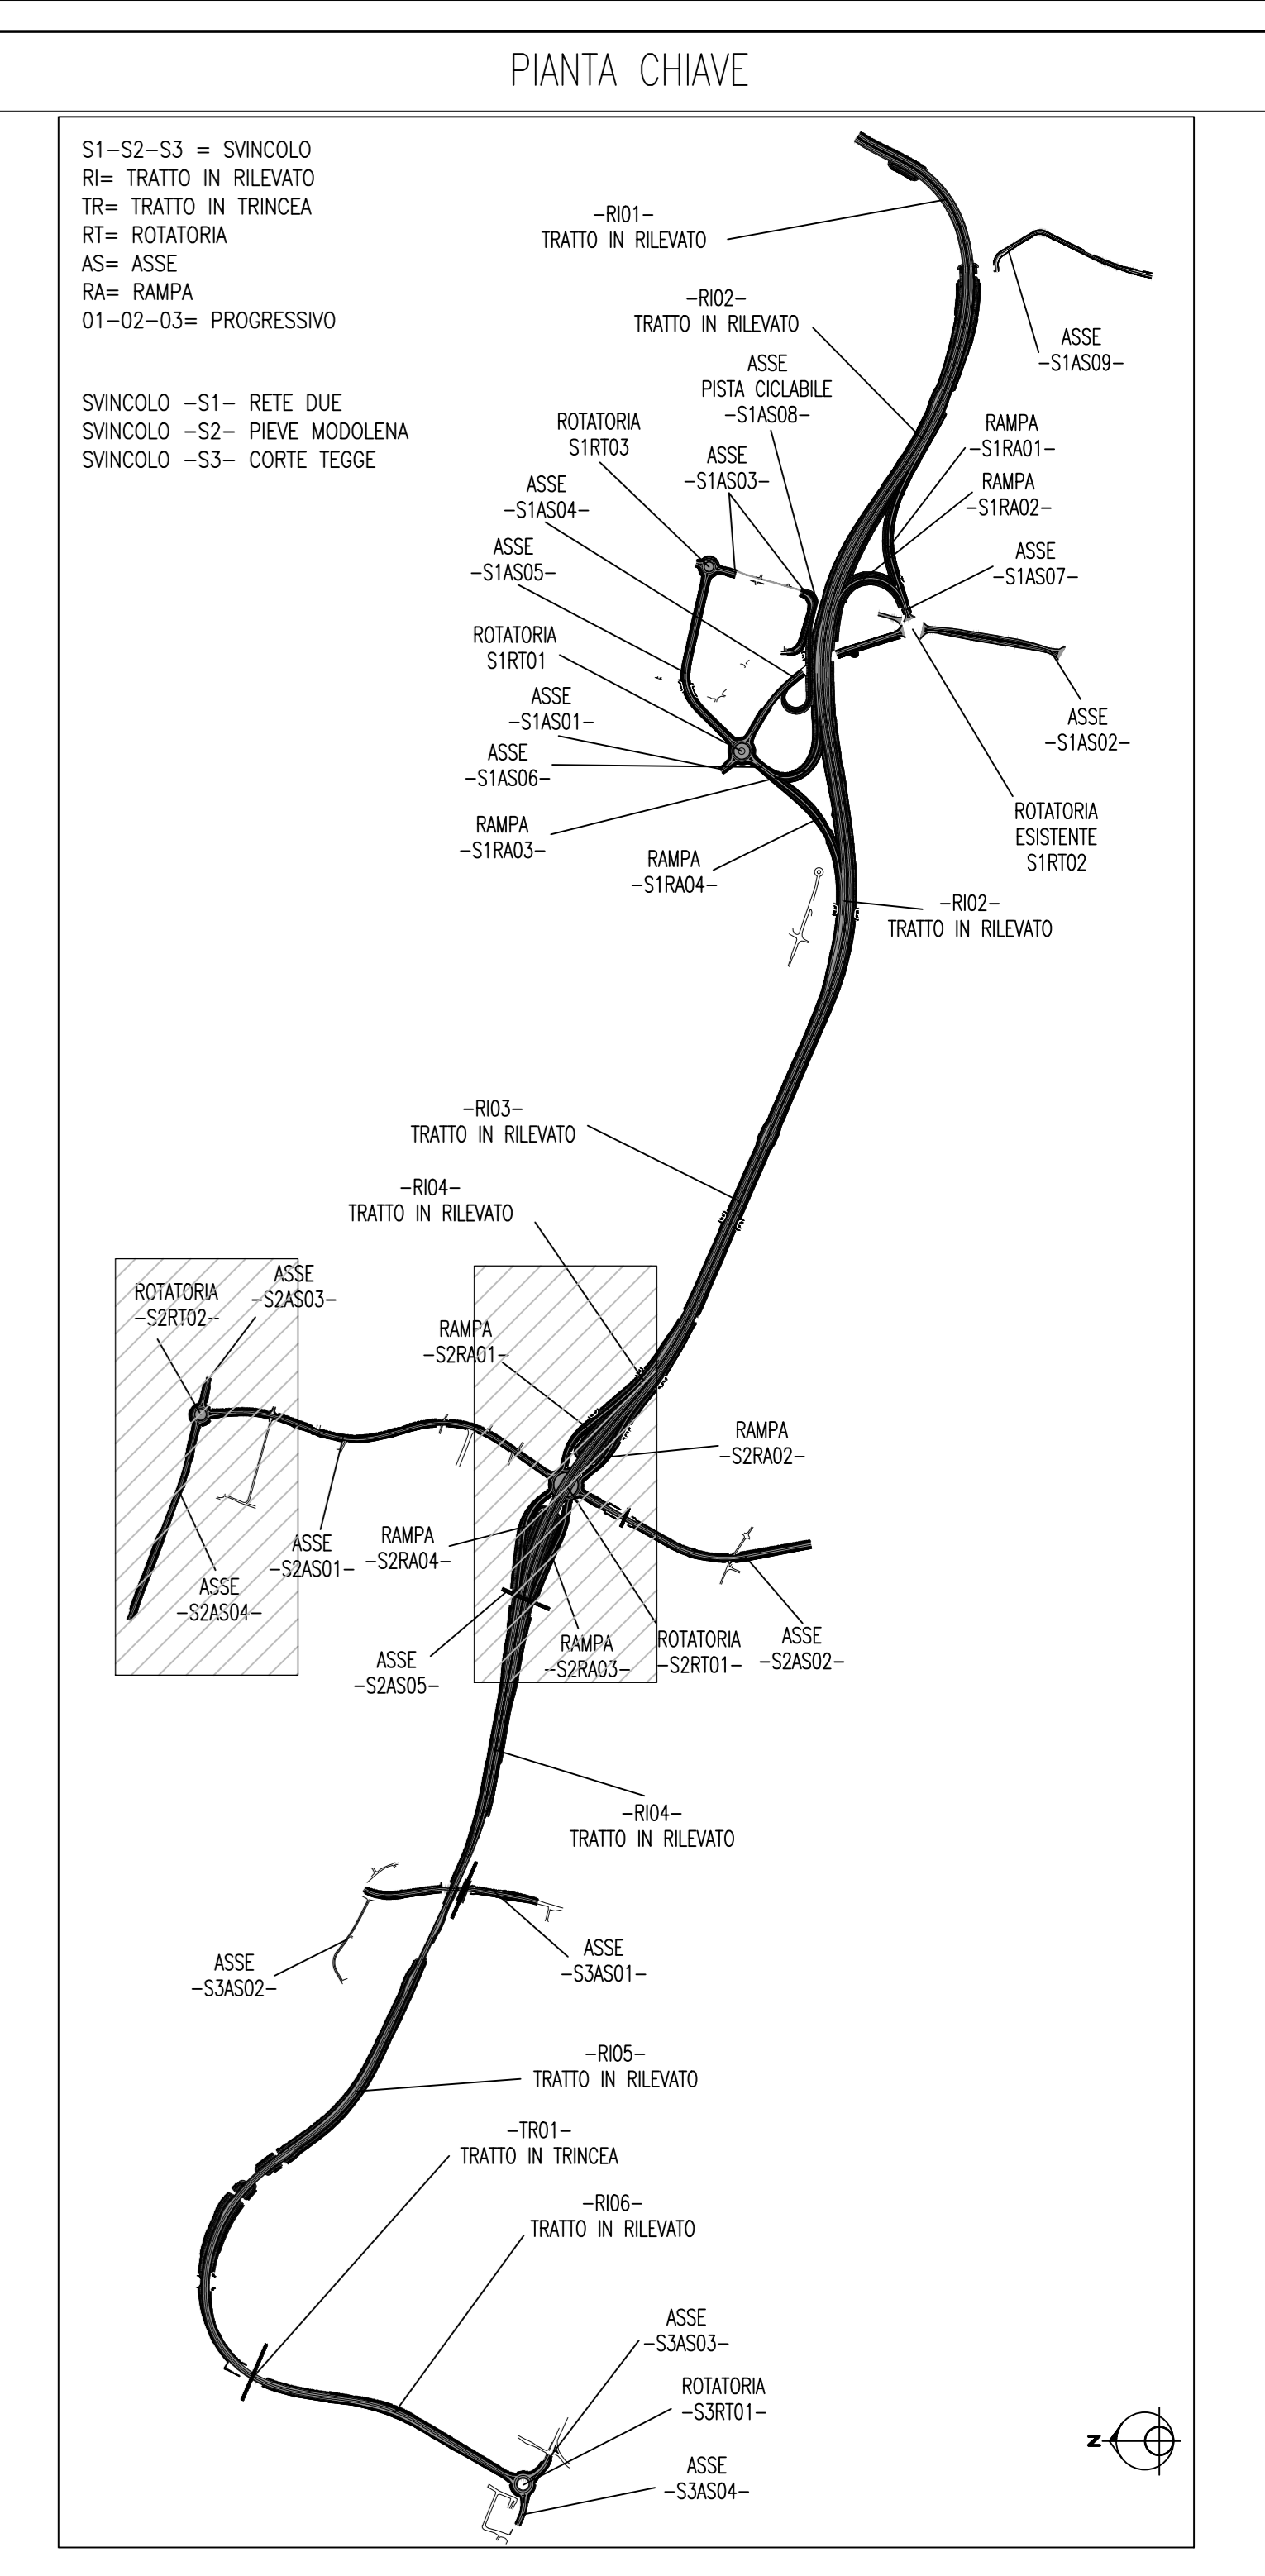 PIANTA CHIAVE
S1-S2-S3 = SVINCOLO
RI= TRATTO IN RILEVATO
TR= TRATTO IN TRINCEA
RT= ROTATORIA
AS= ASSE
RA= RAMPA
01-02-03= PROGRESSIVO
SVINCOLO -S1- RETE DUE
SVINCOLO -S2- PIEVE MODOLENA
SVINCOLO -S3- CORTE TEGGE
-RI01-
TRATTO IN RILEVATO
-RI02-
TRATTO IN RILEVATO
ASSE
-S1AS09-
ASSE
PISTA CICLABILE
-S1AS08-
ROTATORIA
S1RT03
RAMPA
-S1RA01-
ASSE
-S1AS03-
RAMPA
-S1RA02-
ASSE
-S1AS04-
ASSE
-S1AS05-
ASSE
-S1AS07-
ROTATORIA
S1RT01
ASSE
-S1AS01-
ASSE
-S1AS02-
ASSE
-S1AS06-
ROTATORIA
ESISTENTE
S1RT02
RAMPA
-S1RA03-
RAMPA
-S1RA04-
-RI02-
TRATTO IN RILEVATO
-RI03-
TRATTO IN RILEVATO
-RI04-
TRATTO IN RILEVATO
ASSE
-S2AS03-
ROTATORIA
-S2RT02-
RAMPA
-S2RA01-
RAMPA
-S2RA02-
RAMPA
-S2RA04-
ASSE
-S2AS01-
ASSE
-S2AS04-
ASSE
-S2AS05-
RAMPA
-S2RA03-
ROTATORIA
-S2RT01-
ASSE
-S2AS02-
-RI04-
TRATTO IN RILEVATO
ASSE
-S3AS01-
ASSE
-S3AS02-
-RI05-
TRATTO IN RILEVATO
-TR01-
TRATTO IN TRINCEA
-RI06-
TRATTO IN RILEVATO
ASSE
-S3AS03-
ROTATORIA
-S3RT01-
N
ASSE
-S3AS04-